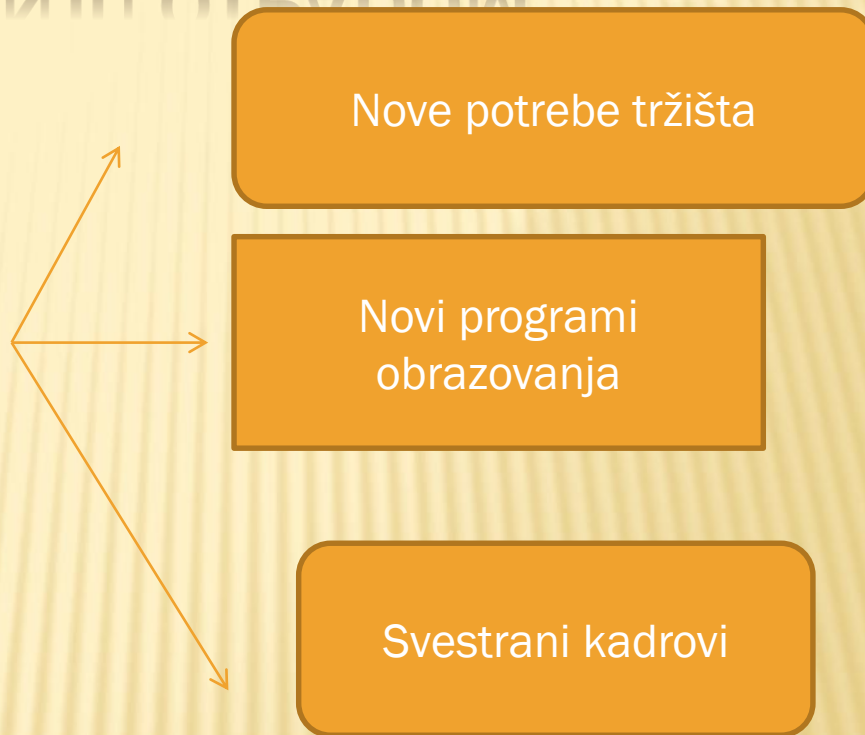 Nove potrebe tržišta
Novi programi
obrazovanja
Svestrani kadrovi